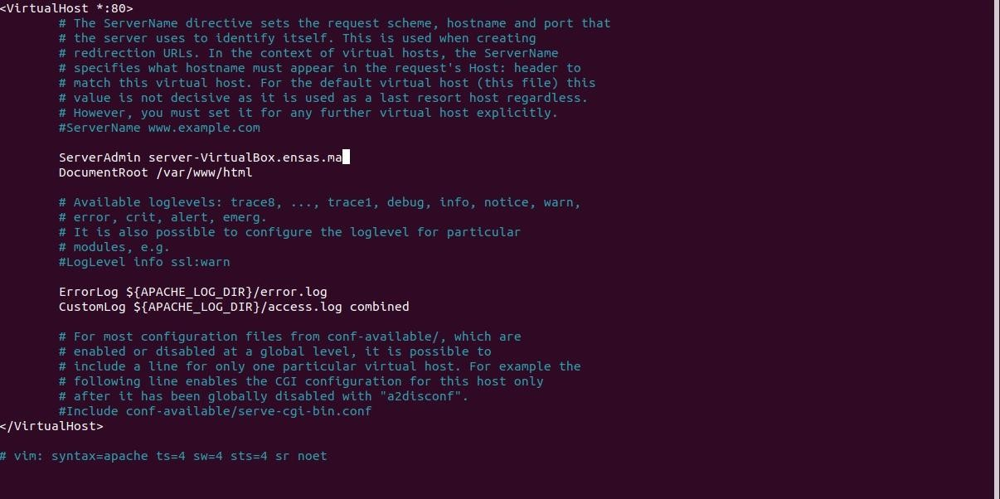 <VirtualHost *:80>
# The ServerName directive sets the request scheme, hostname and port that
# the server uses to identify itself. This is used when creating
# redirection URLs. In the context of virtual hosts, the ServerName
# specifies what hostname must appear in the request's Host: header to
# match this virtual host. For the default virtual host (this file) this
# value is not decisive as it is used as a last resort host regardless.
# However, you must set it for any further virtual host explicitly.
#ServerName www.example.com
ServerAdmin server-VirtualBox.ensas.ma
DocumentRoot /var/www/html
# Available loglevels: trace8, ..., trace1, debug, info, notice, warn,
# error, crit, alert, emerg.
# It is also possible to configure the loglevel for particular
# modules, e.g.
#LogLevel info ssl:warn
ErrorLog ${APACHE_LOG_DIR}/error.log
CustomLog ${APACHE_LOG_DIR}/access.log combined
# For most configuration files from conf-available/, which are
# enabled or disabled at a global level, it is possible to
# include a line for only one particular virtual host. For example the
# following line enables the CGI configuration for this host only
# after it has been globally disabled with "a2disconf".
#Include conf-available/serve-cgi-bin.conf
</VirtualHost>
# vim: syntax=apache ts=4 sw=4 sts=4 sr noet